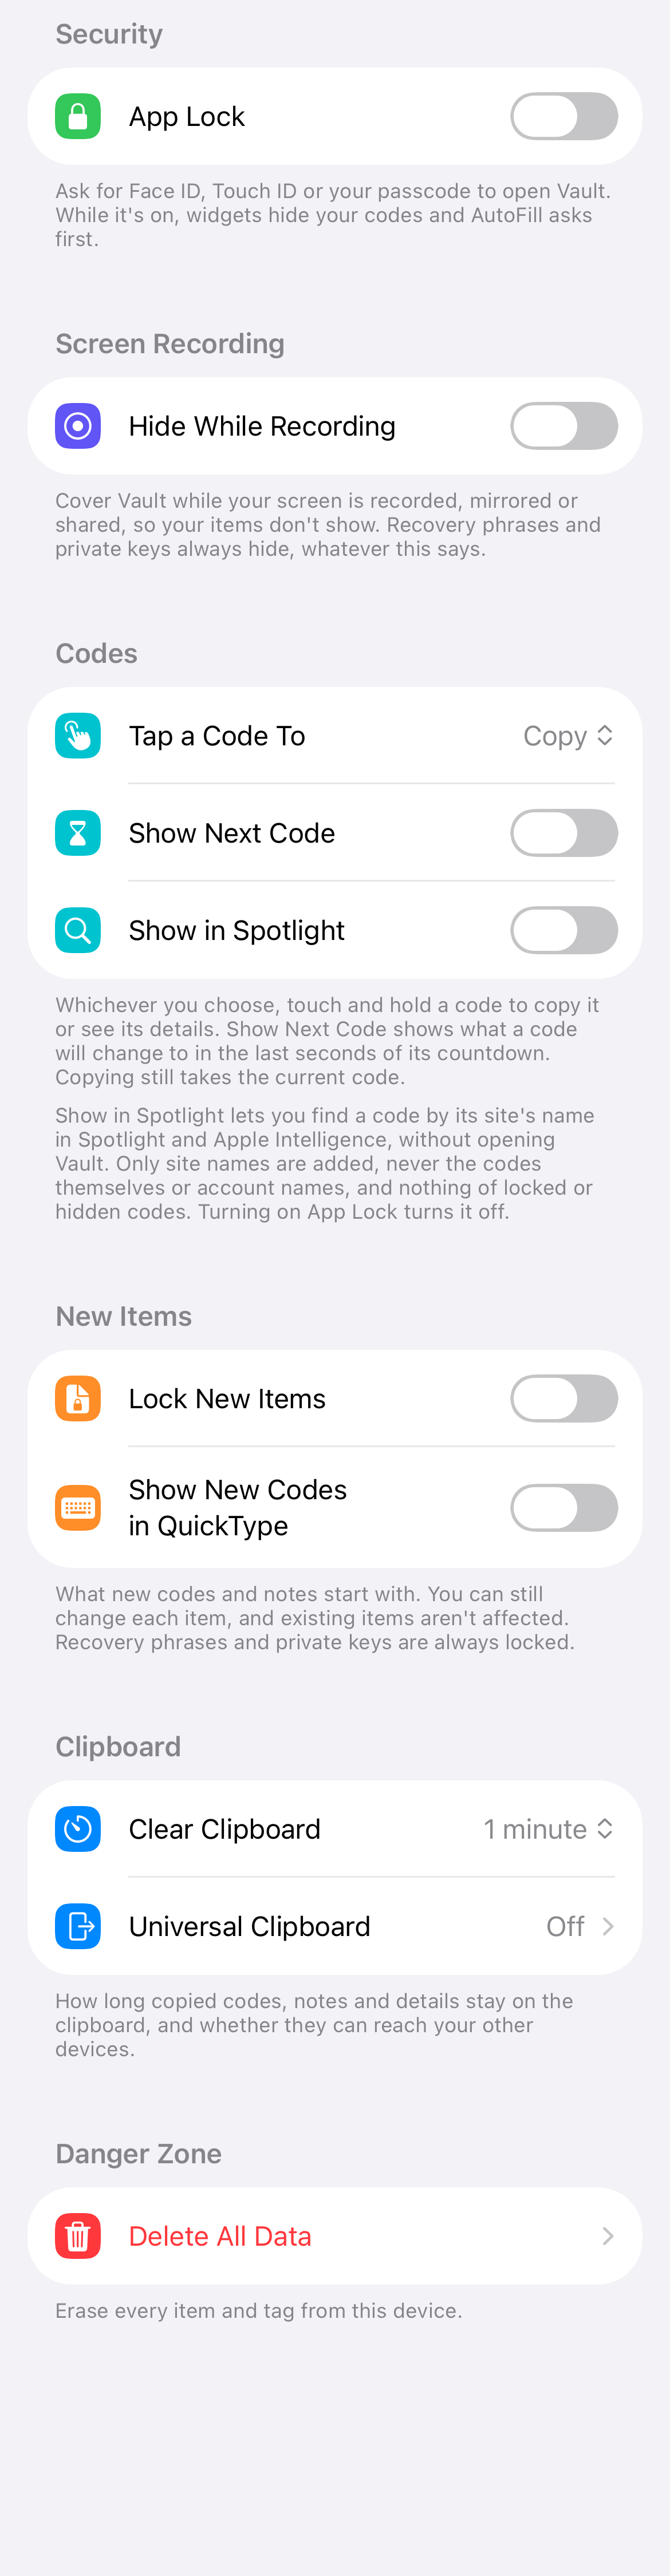 Security
App Lock
Ask for Face ID, Touch ID or your passcode to open Vault.
While it's on, widgets hide your codes and AutoFill asks
first.
Screen Recording
Hide While Recording
Cover Vault while your screen is recorded, mirrored or
shared, so your items don't show. Recovery phrases and
private keys always hide, whatever this says.
Codes
Tap a Code To Copy
Show Next Code
Show in Spotlight
Whichever you choose, touch and hold a code to copy it
or see its details. Show Next Code shows what a code
will change to in the last seconds of its countdown.
Copying still takes the current code.
Show in Spotlight lets you find a code by its site's name
in Spotlight and Apple Intelligence, without opening
Vault. Only site names are added, never the codes
themselves or account names, and nothing of locked or
hidden codes. Turning on App Lock turns it off.
New Items
Lock New Items
Show New Codes
in QuickType
What new codes and notes start with. You can still
change each item, and existing items aren't affected.
Recovery phrases and private keys are always locked.
Clipboard
Clear Clipboard 1 minute
Universal Clipboard Off
How long copied codes, notes and details stay on the
clipboard, and whether they can reach your other
devices.
Danger Zone
Delete All Data
Erase every item and tag from this device.